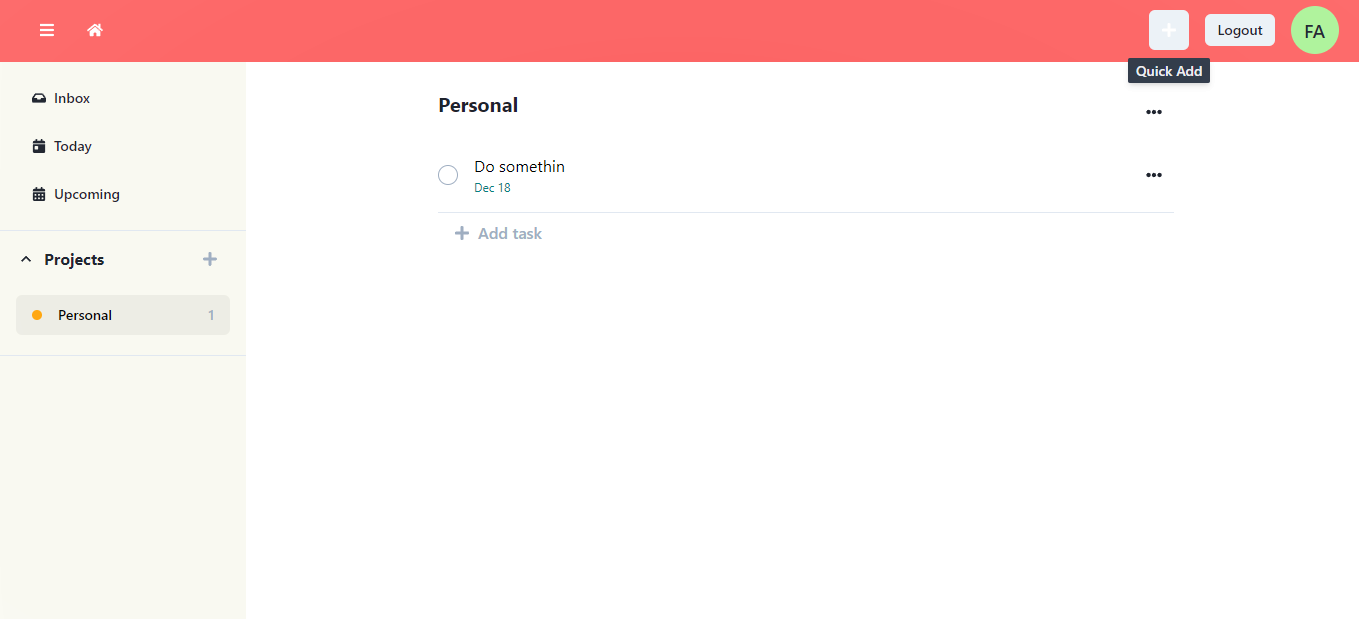 Logout
FA
Quick Add
Inbox
Today
Upcoming
Projects
Personal 1
Personal
Do somethin
Dec 18
Add task